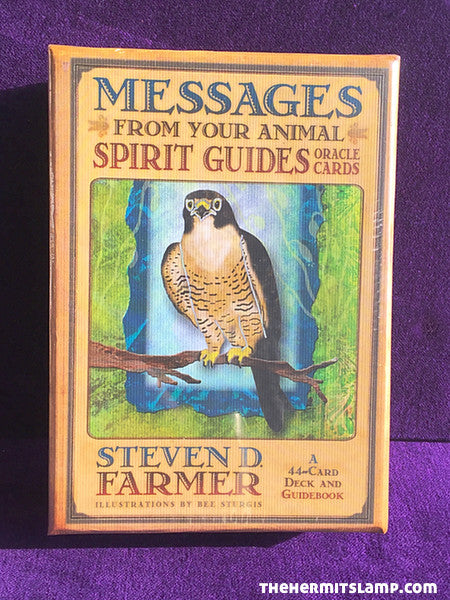 MESSAGES
FROM YOUR ANIMAL
SPIRIT GUIDES ORACLE CARDS
STEVEN D. FARMER
ILLUSTRATIONS BY BEE STURGIS
A
44-CARD
DECK AND
GUIDEBOOK
THEHERMITSLAMP.COM